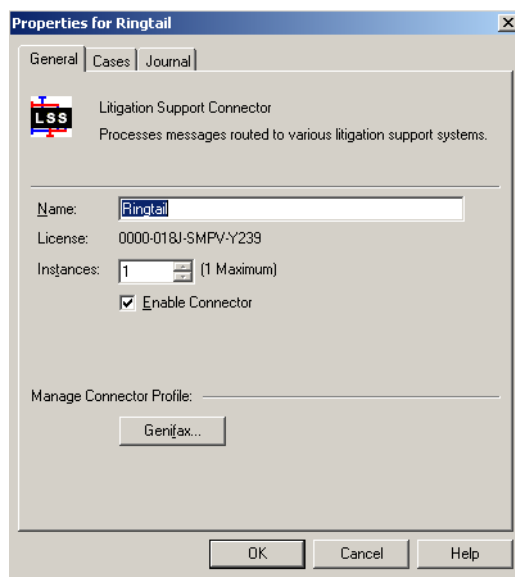 Properties for Ringtail
General Cases Journal
LSS
Litigation Support Connector
Processes messages routed to various litigation support systems.
Name: Ringtail
License: 0000-018J-SMPV-Y239
Instances: 1 (1 Maximum)
Enable Connector
Manage Connector Profile:
Genifax...
OK Cancel Help